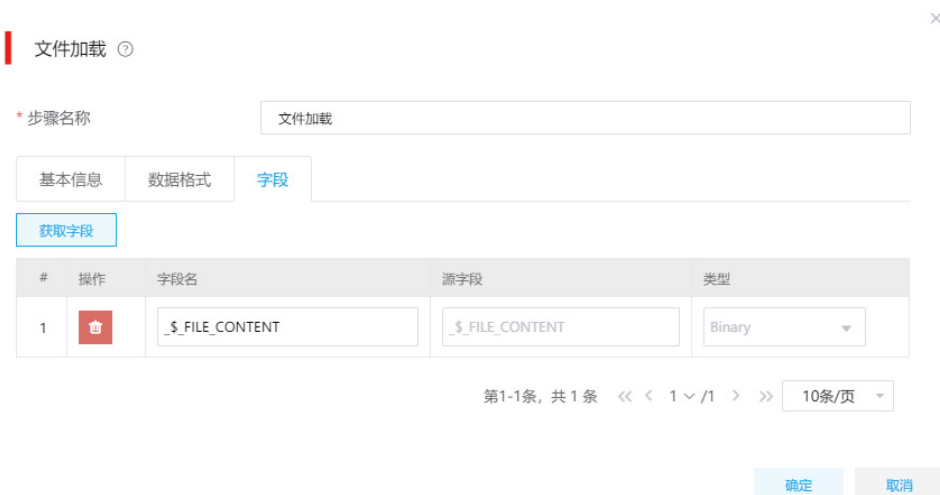 文件加载 ?
* 步骤名称 文件加载
基本信息 数据格式 字段
获取字段
# 操作 字段名 源字段 类型
1 _$_FILE_CONTENT _$_FILE_CONTENT Binary
第1-1条, 共 1 条 1 /1 10条/页
确定 取消